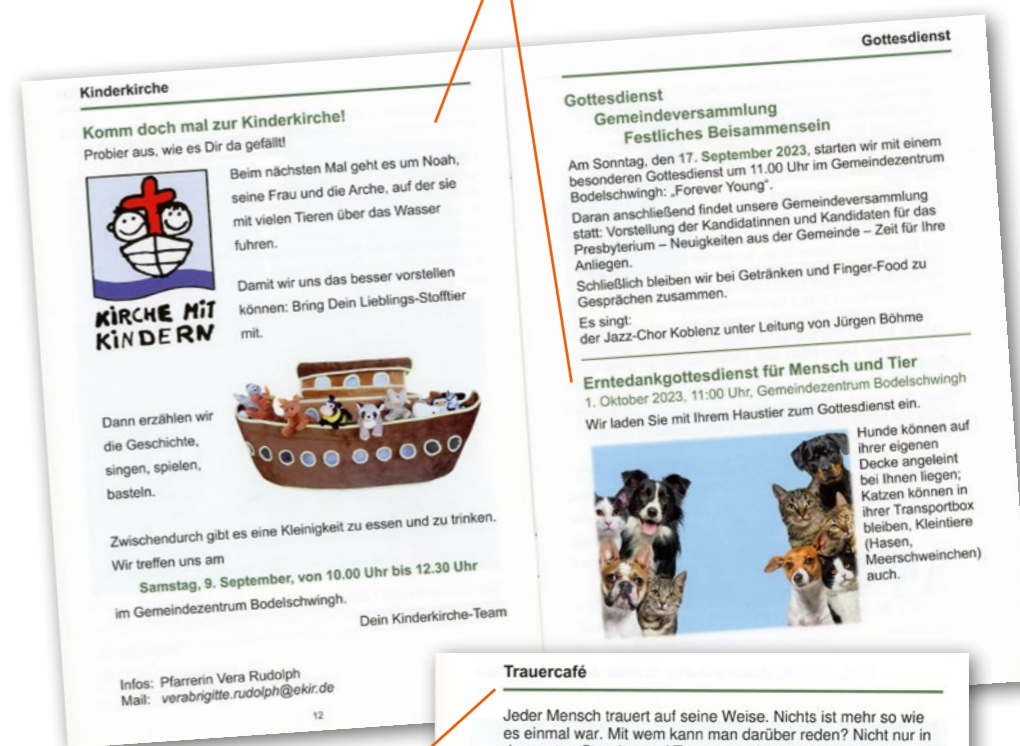 Kinderkirche
Komm doch mal zur Kinderkirche!
Probier aus, wie es Dir da gefällt!
Beim nächsten Mal geht es um Noah,
seine Frau und die Arche, auf der sie
mit vielen Tieren über das Wasser
fuhren.
Damit wir uns das besser vorstellen
können: Bring Dein Lieblings-Stofftier
mit.
KiRCHE MiT
KiNDERN
Dann erzählen wir
die Geschichte,
singen, spielen,
basteln.
Zwischendurch gibt es eine Kleinigkeit zu essen und zu trinken.
Wir treffen uns am
Samstag, 9. September, von 10.00 Uhr bis 12.30 Uhr
im Gemeindezentrum Bodelschwingh.
Dein Kinderkirche-Team
Infos: Pfarrerin Vera Rudolph
Mail: verabrigitte.rudolph@ekir.de
12
Gottesdienst
Gottesdienst
Gemeindeversammlung
Festliches Beisammensein
Am Sonntag, den 17. September 2023, starten wir mit einem
besonderen Gottesdienst um 11.00 Uhr im Gemeindezentrum
Bodelschwingh: „Forever Young“.
Daran anschließend findet unsere Gemeindeversammlung
statt: Vorstellung der Kandidatinnen und Kandidaten für das
Presbyterium – Neuigkeiten aus der Gemeinde – Zeit für Ihre
Anliegen.
Schließlich bleiben wir bei Getränken und Finger-Food zu
Gesprächen zusammen.
Es singt:
der Jazz-Chor Koblenz unter Leitung von Jürgen Böhme
Erntedankgottesdienst für Mensch und Tier
1. Oktober 2023, 11:00 Uhr, Gemeindezentrum Bodelschwingh
Wir laden Sie mit Ihrem Haustier zum Gottesdienst ein.
Hunde können auf
ihrer eigenen
Decke angeleint
bei Ihnen liegen;
Katzen können in
ihrer Transportbox
bleiben, Kleintiere
(Hasen,
Meerschweinchen)
auch.
Trauercafé
Jeder Mensch trauert auf seine Weise. Nichts ist mehr so wie
es einmal war. Mit wem kann man darüber reden? Nicht nur in